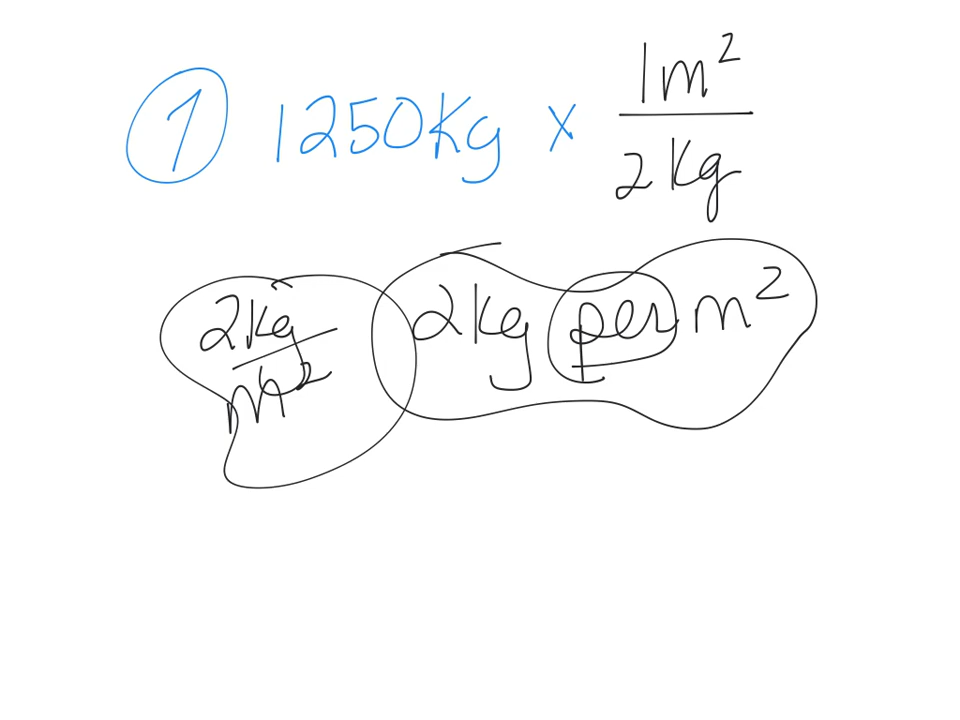 ① 1250Kg × 1m² / 2Kg
2kg / m² 2kg per m²